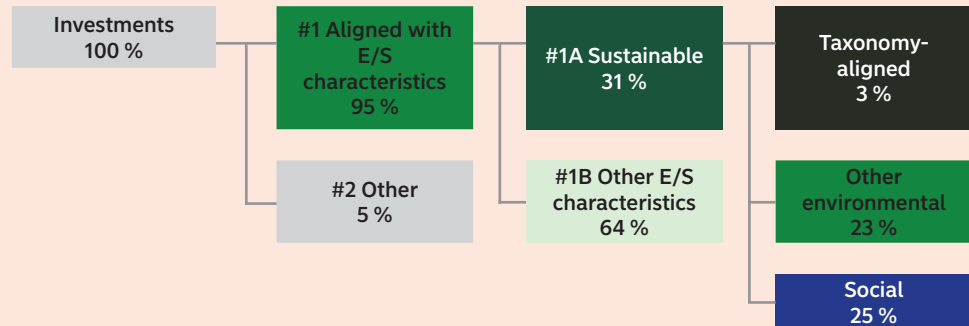 Investments
100 %
#1 Aligned with
E/S
characteristics
95 %
#2 Other
5 %
#1A Sustainable
31 %
#1B Other E/S
characteristics
64 %
Taxonomy-
aligned
3 %
Other
environmental
23 %
Social
25 %